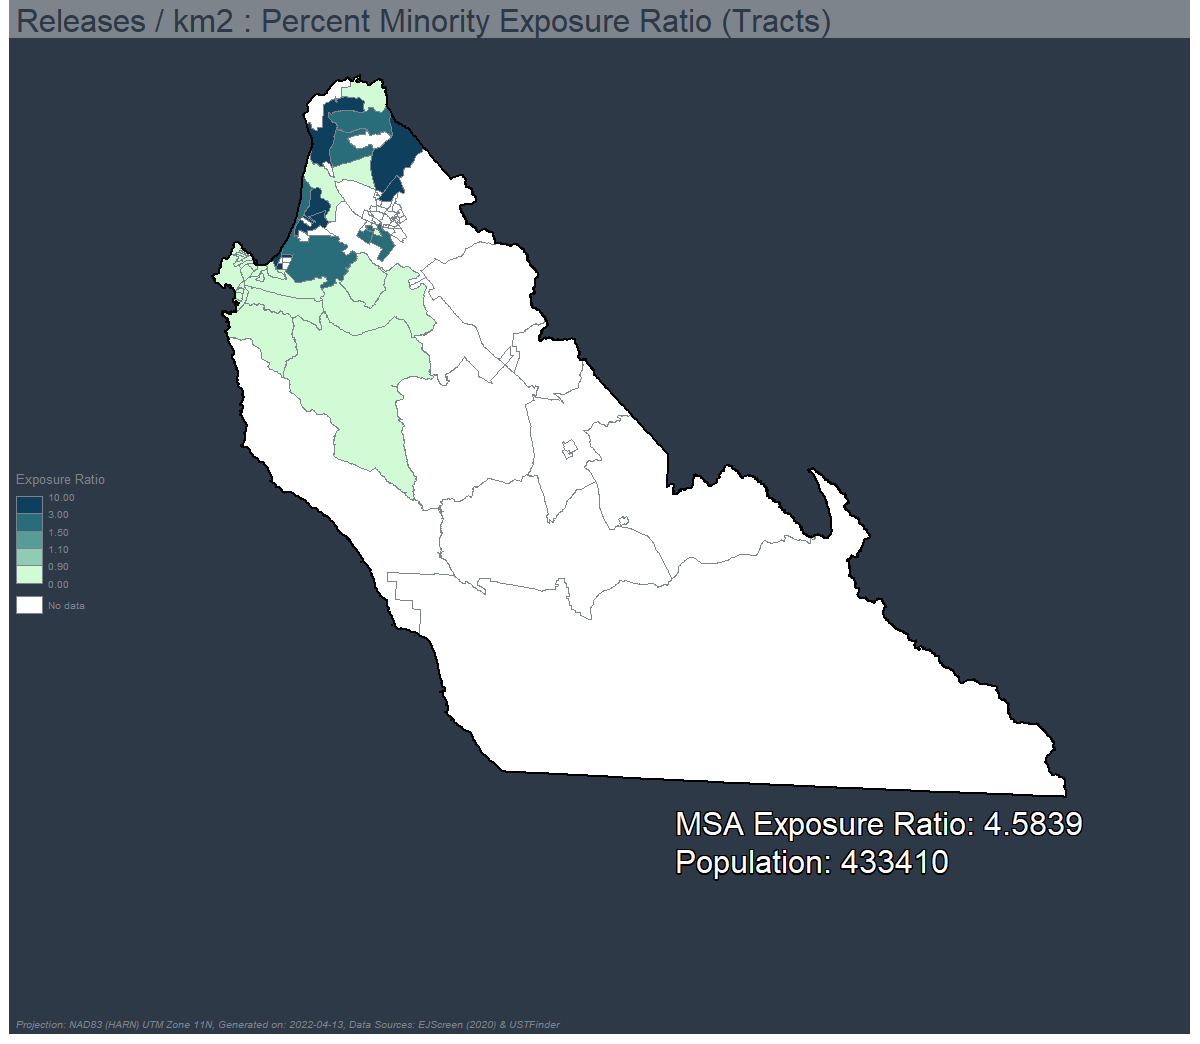 Releases / km2 : Percent Minority Exposure Ratio (Tracts)
Exposure Ratio
10.00
3.00
1.50
1.10
0.90
0.00
No data
MSA Exposure Ratio: 4.5839
Population: 433410
Projection: NAD83 (HARN) UTM Zone 11N, Generated on: 2022-04-13, Data Sources: EJScreen (2020) & USTFinder